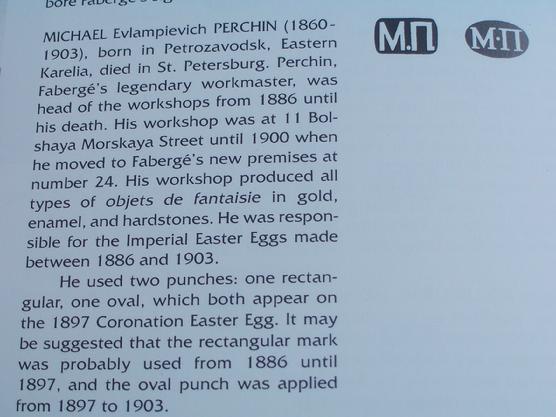 bore Fabergé's
MICHAEL Evlampievich PERCHIN (1860-
1903), born in Petrozavodsk, Eastern
Karelia, died in St. Petersburg. Perchin,
Fabergé's legendary workmaster, was
head of the workshops from 1886 until
his death. His workshop was at 11 Bol-
shaya Morskaya Street until 1900 when
he moved to Fabergé's new premises at
number 24. His workshop produced all
types of objets de fantaisie in gold,
enamel, and hardstones. He was respon-
sible for the Imperial Easter Eggs made
between 1886 and 1903.
He used two punches: one rectan-
gular, one oval, which both appear on
the 1897 Coronation Easter Egg. It may
be suggested that the rectangular mark
was probably used from 1886 until
1897, and the oval punch was applied
from 1897 to 1903.
М.П
М·П